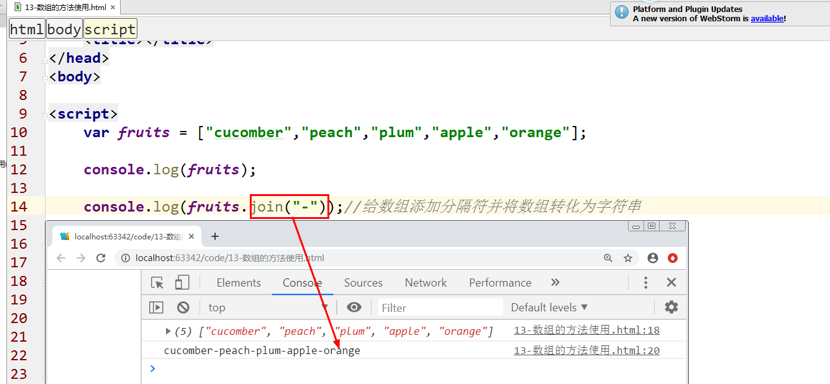 13-数组的方法使用.html
Platform and Plugin Updates
A new version of WebStorm is available!
html body script
5 <title></title>
6 </head>
7 <body>
8
9 <script>
10 var fruits = ["cucomber","peach","plum","apple","orange"];
11
12 console.log(fruits);
13
14 console.log(fruits.join("-"));//给数组添加分隔符并将数组转化为字符串
15
16
17
18
19
20
21
22
23
localhost:63342/code/13-数组
localhost:63342/code/13-数组的方法使用.html
Elements Console Sources Network Performance
top Filter Default levels
(5) ["cucomber", "peach", "plum", "apple", "orange"] 13-数组的方法使用.html:18
cucomber-peach-plum-apple-orange 13-数组的方法使用.html:20